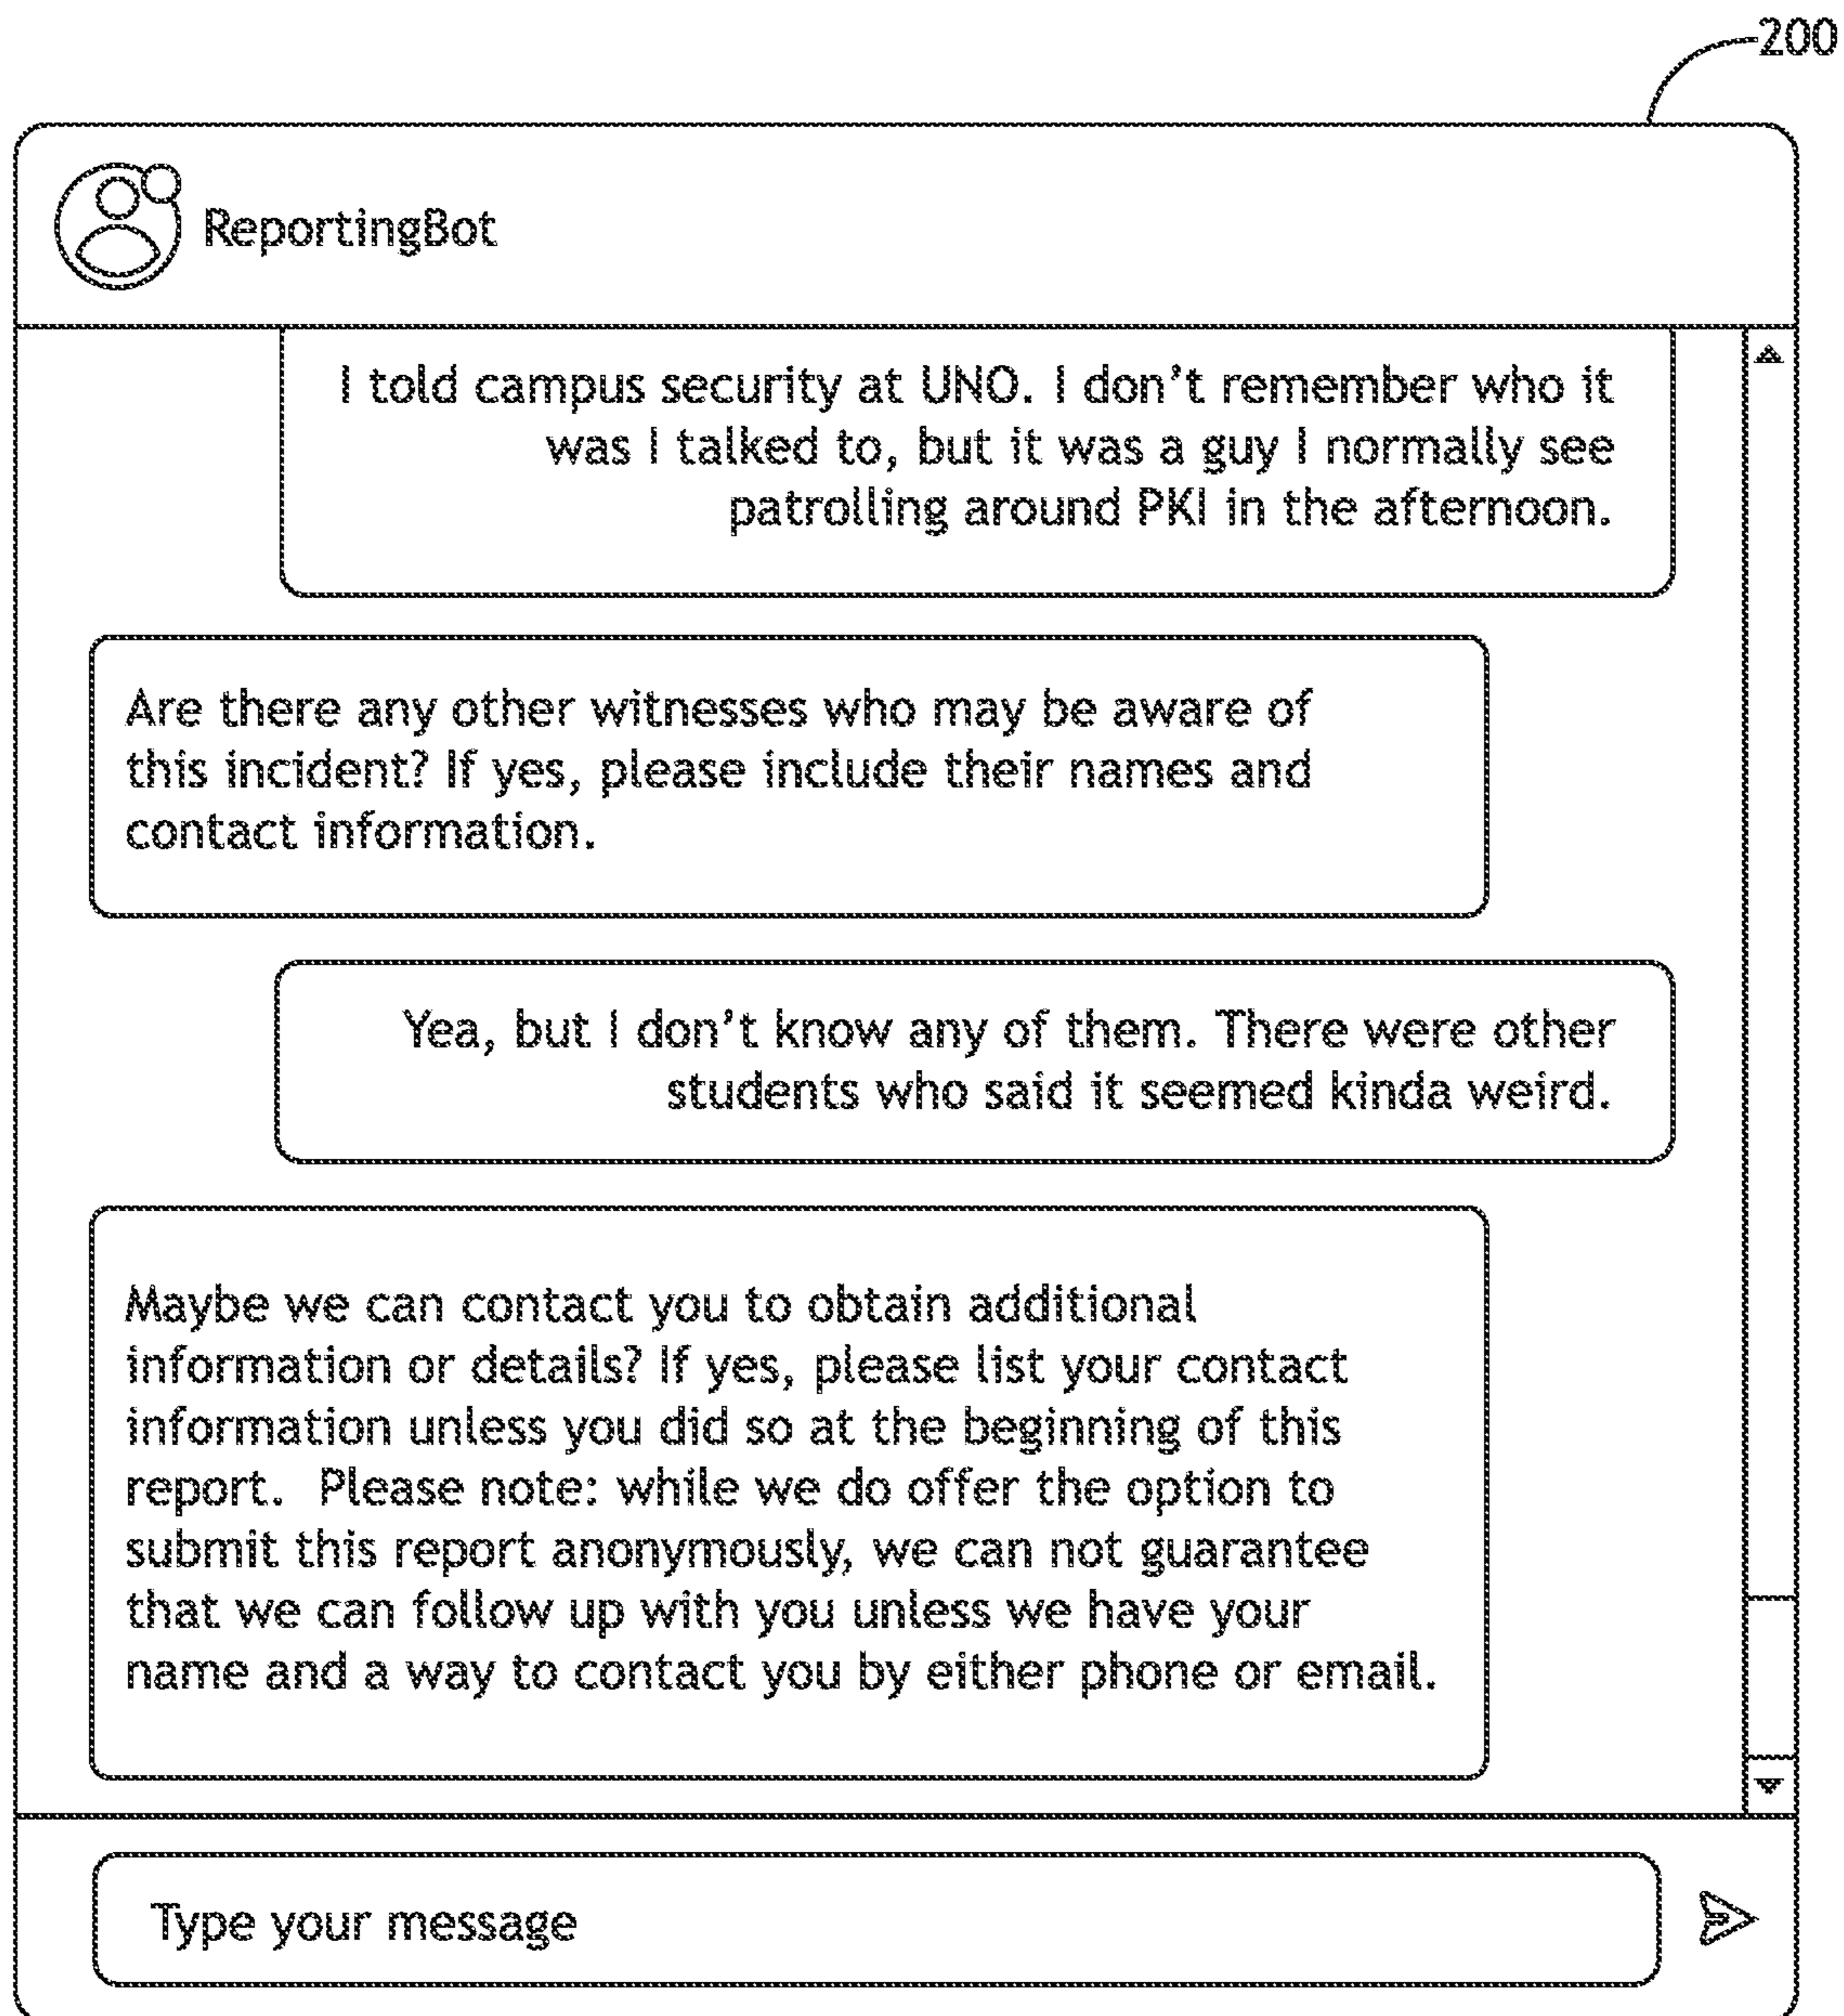 200
ReportingBot
I told campus security at UNO. I don't remember who it
was I talked to, but it was a guy I normally see
patrolling around PKI in the afternoon.
Are there any other witnesses who may be aware of
this incident? If yes, please include their names and
contact information.
Yea, but I don't know any of them. There were other
students who said it seemed kinda weird.
Maybe we can contact you to obtain additional
information or details? If yes, please list your contact
information unless you did so at the beginning of this
report.  Please note: while we do offer the option to
submit this report anonymously, we can not guarantee
that we can follow up with you unless we have your
name and a way to contact you by either phone or email.
Type your message